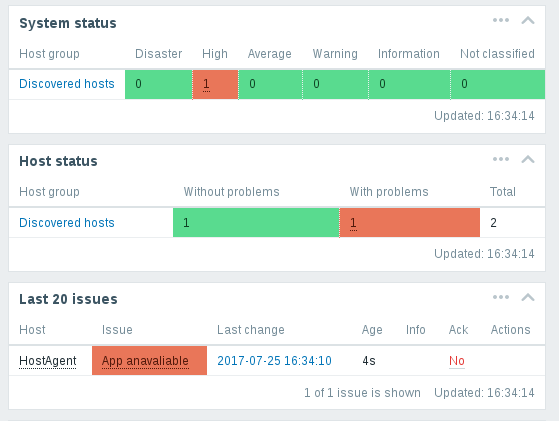 System status
Host group Disaster High Average Warning Information Not classified
Discovered hosts 0 1 0 0 0 0
Updated: 16:34:14
Host status
Host group Without problems With problems Total
Discovered hosts 1 1 2
Updated: 16:34:14
Last 20 issues
Host Issue Last change Age Info Ack Actions
HostAgent App anavaliable 2017-07-25 16:34:10 4s No
1 of 1 issue is shown Updated: 16:34:14